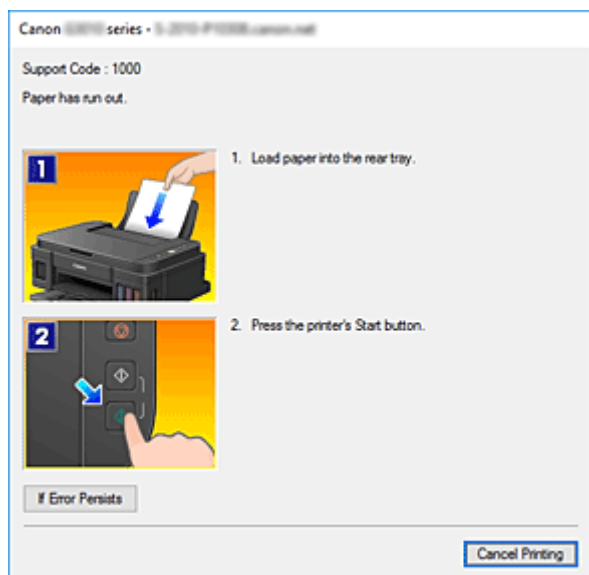 Canon series -
Support Code : 1000
Paper has run out.
1
1. Load paper into the rear tray.
2
2. Press the printer's Start button.
If Error Persists
Cancel Printing